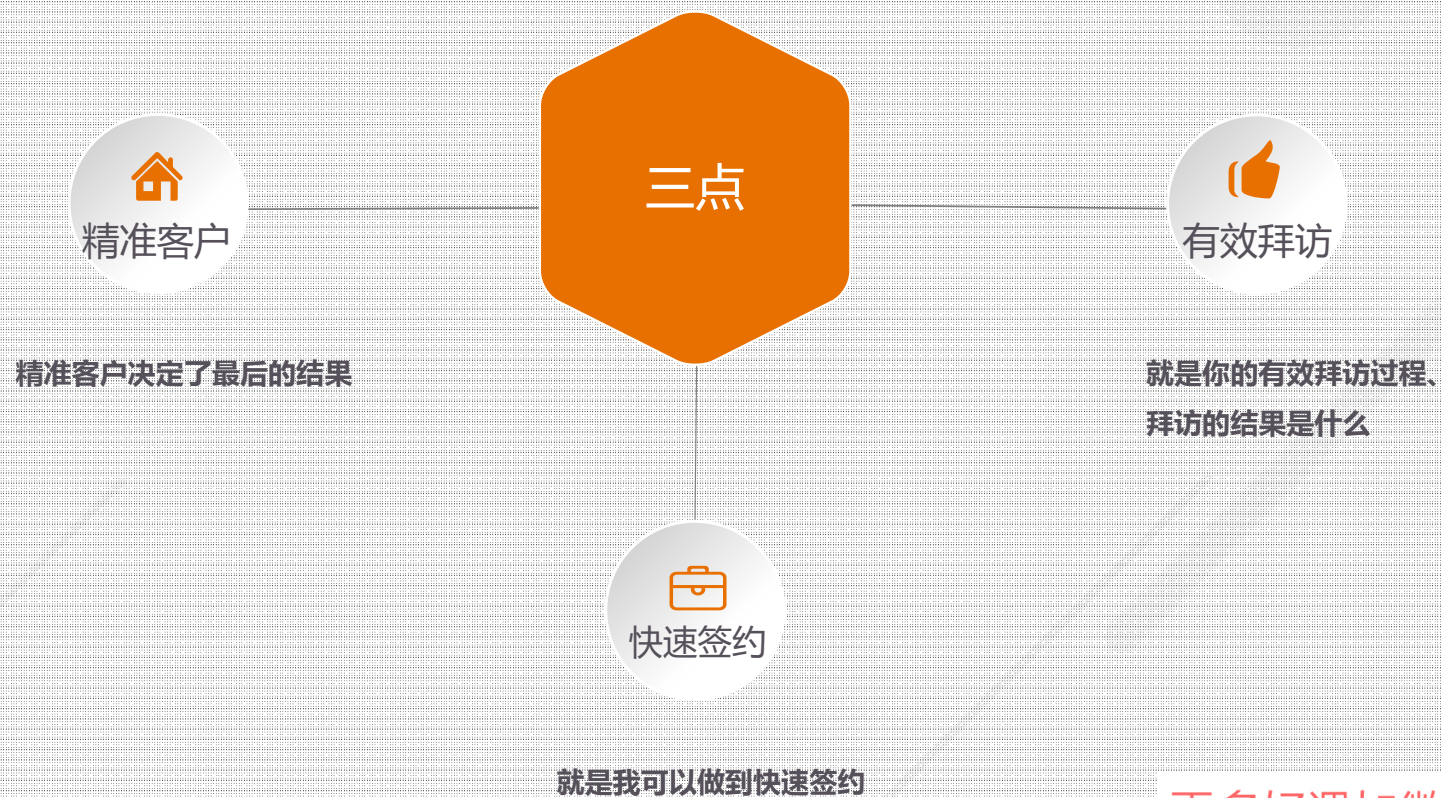 三点
精准客户
有效拜访
精准客户决定了最后的结果
就是你的有效拜访过程、
拜访的结果是什么
快速签约
就是我可以做到快速签约